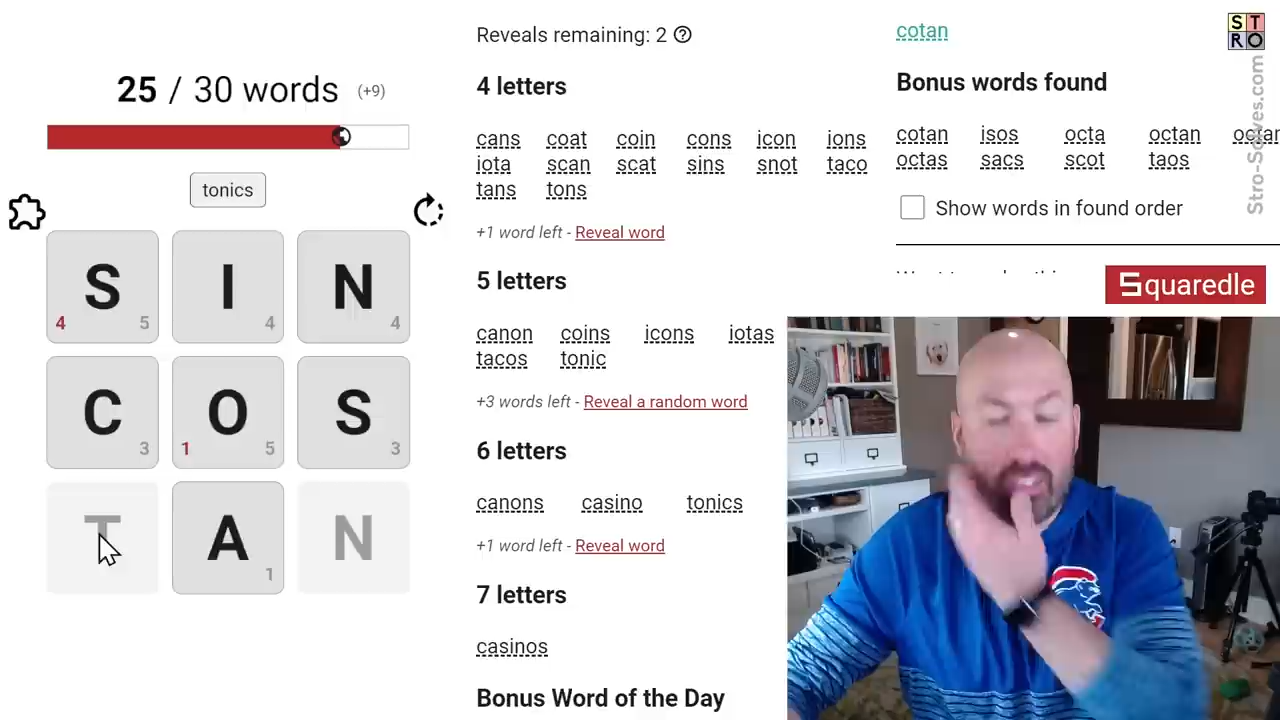 25 / 30 words (+9)
tonics
S I N
4 5 4 4
C O S
3 1 5 3
T A N
1
Reveals remaining: 2
4 letters
cans coat coin cons icon ions
iota scan scat sins snot taco
tans tons
+1 word left - Reveal word
5 letters
canon coins icons iotas
tacos tonic
+3 words left - Reveal a random word
6 letters
canons casino tonics
+1 word left - Reveal word
7 letters
casinos
Bonus Word of the Day
cotan
Bonus words found
cotan isos octa octan
octas sacs scot taos
Show words in found order
S T
R O
Stro-Solves.com
Squaredle